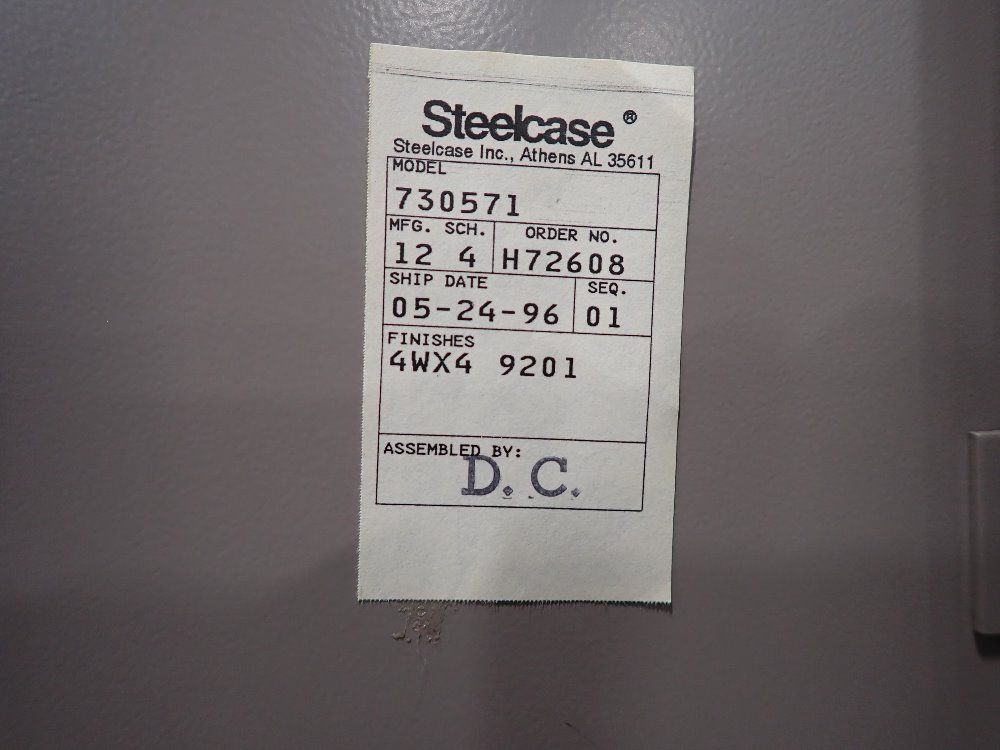 Steelcase ®
Steelcase Inc., Athens AL 35611
MODEL
730571
MFG. SCH. ORDER NO.
12 4 H72608
SHIP DATE SEQ.
05-24-96 01
FINISHES
4WX4 9201
ASSEMBLED BY:
D. C.